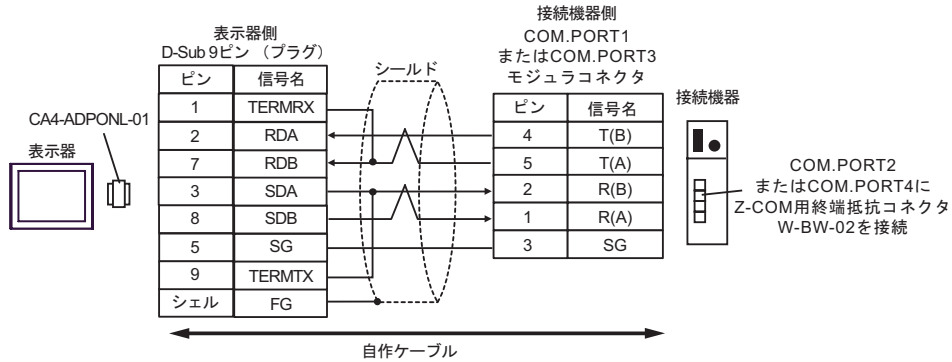 接続機器側
COM.PORT1
またはCOM.PORT3
モジュラコネクタ
表示器側
D-Sub 9ピン （プラグ）
シールド
ピン 信号名
1 TERMRX
2 RDA
7 RDB
3 SDA
8 SDB
5 SG
9 TERMTX
シェル FG
ピン 信号名
4 T(B)
5 T(A)
2 R(B)
1 R(A)
3 SG
CA4-ADPONL-01
表示器
接続機器
COM.PORT2
またはCOM.PORT4に
Z-COM用終端抵抗コネクタ
W-BW-02を接続
自作ケーブル